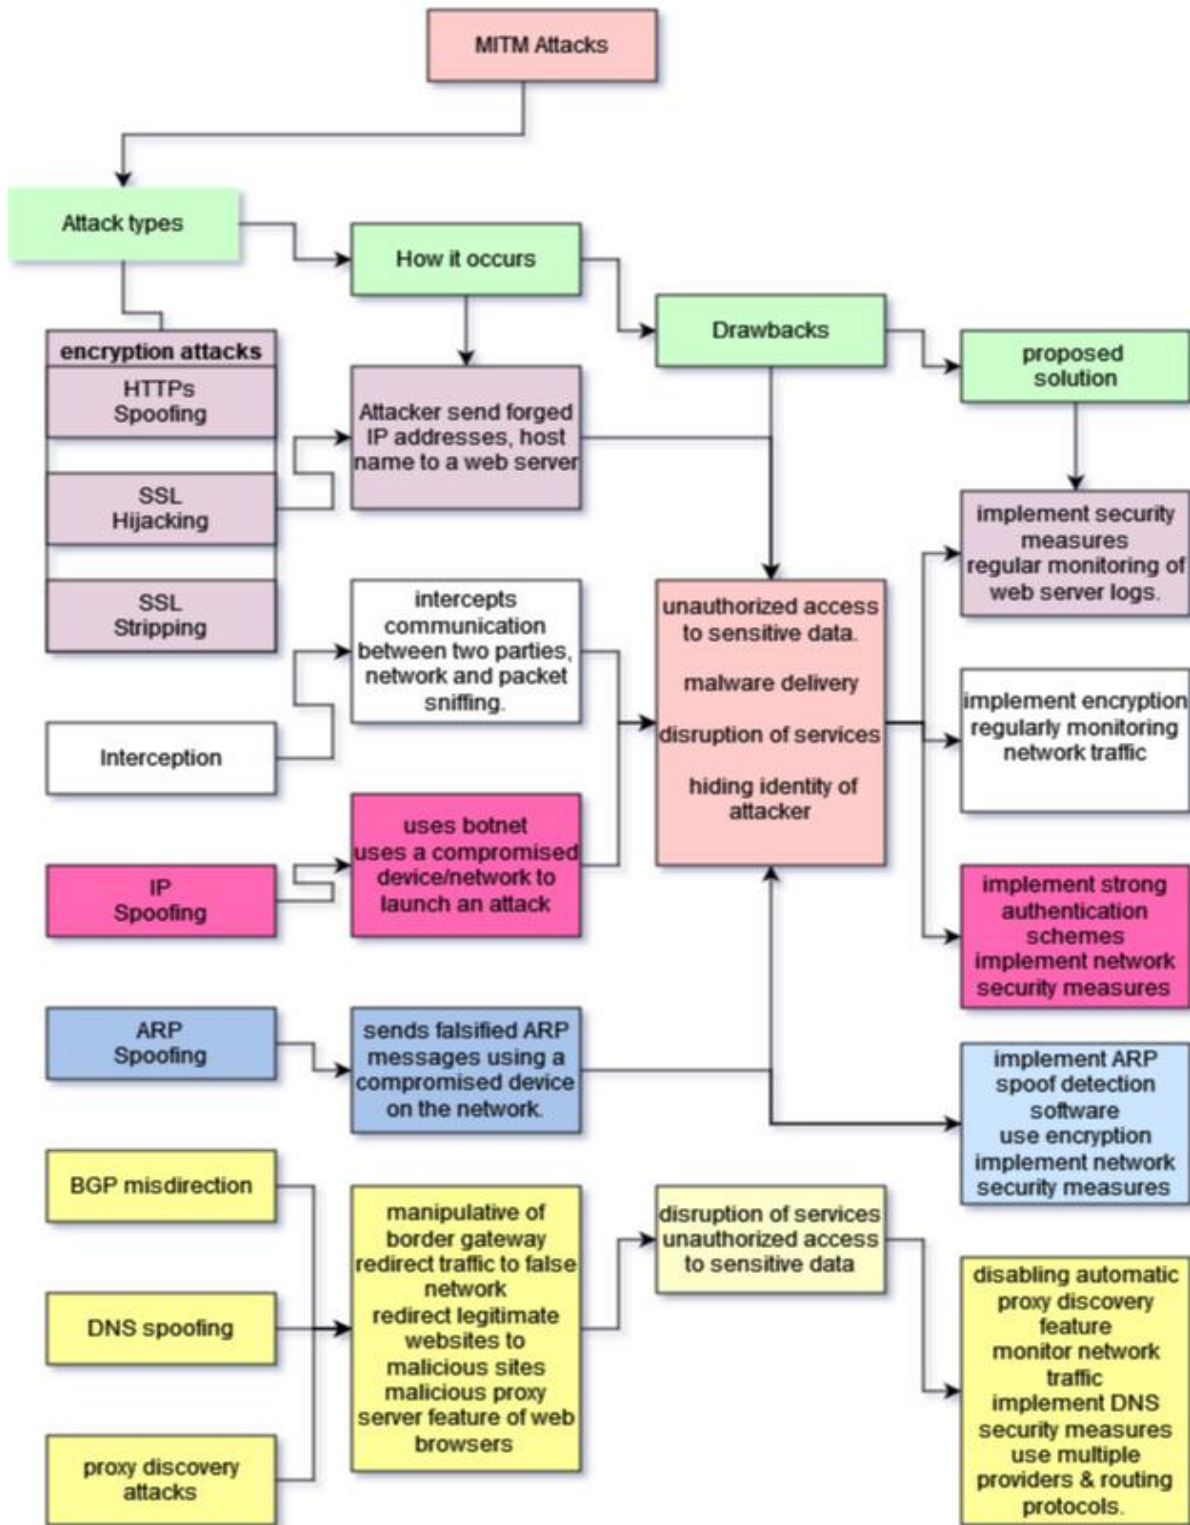 MITM Attacks
Attack types
How it occurs
Drawbacks
proposed
solution
encryption attacks
HTTPs
Spoofing
SSL
Hijacking
SSL
Stripping
Attacker send forged
IP addresses, host
name to a web server
implement security
measures
regular monitoring of
web server logs.
Interception
intercepts
communication
between two parties,
network and packet
sniffing.
unauthorized access
to sensitive data.
malware delivery
disruption of services
hiding identity of
attacker
implement encryption
regularly monitoring
network traffic
IP
Spoofing
uses botnet
uses a compromised
device/network to
launch an attack
implement strong
authentication
schemes
implement network
security measures
ARP
Spoofing
sends falsified ARP
messages using a
compromised device
on the network.
implement ARP
spoof detection
software
use encryption
implement network
security measures
BGP misdirection
DNS spoofing
proxy discovery
attacks
manipulative of
border gateway
redirect traffic to false
network
redirect legitimate
websites to
malicious sites
malicious proxy
server feature of web
browsers
disruption of services
unauthorized access
to sensitive data
disabling automatic
proxy discovery
feature
monitor network
traffic
implement DNS
security measures
use multiple
providers & routing
protocols.